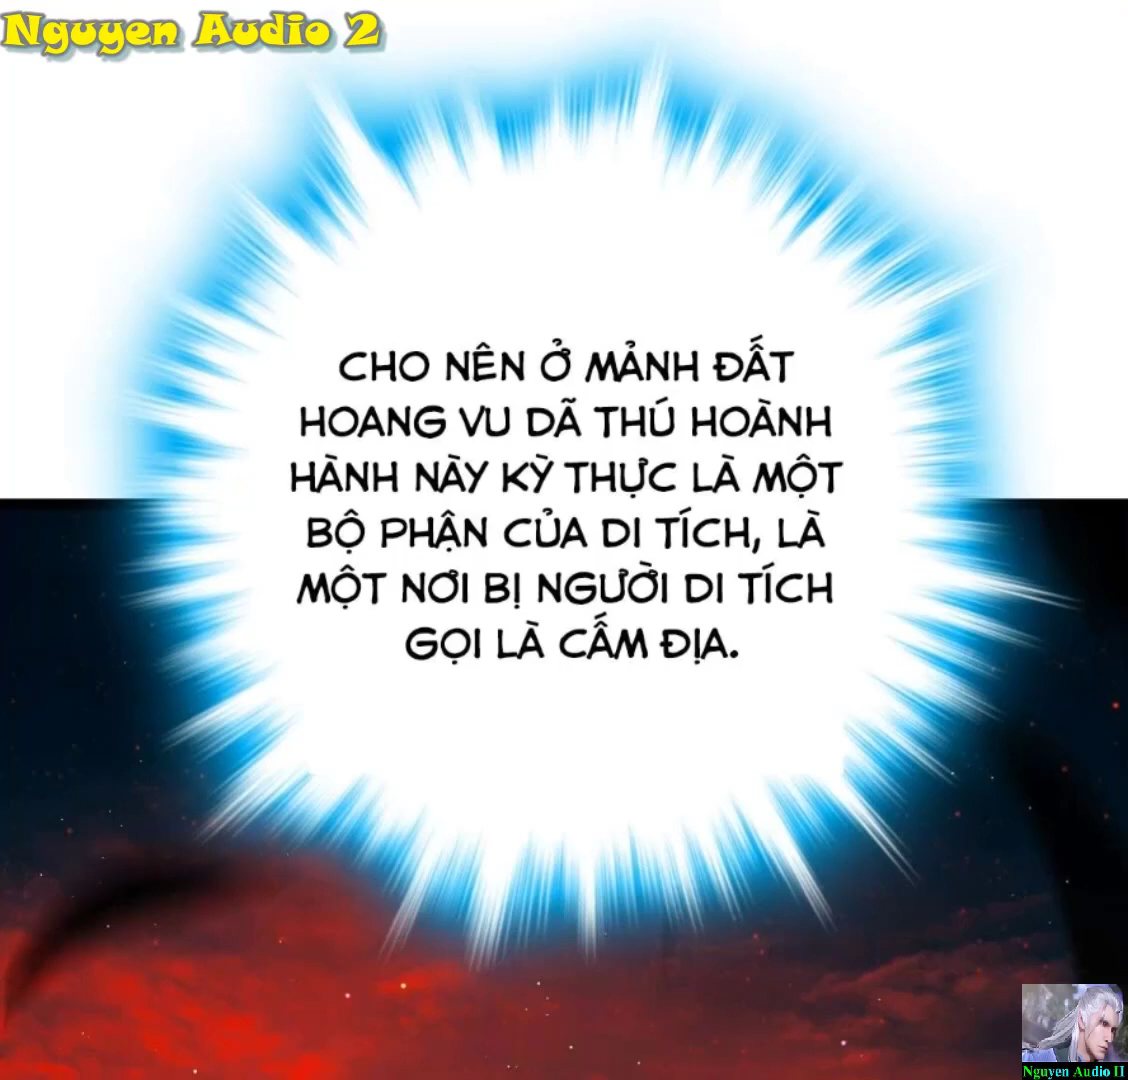 Nguyen Audio 2
CHO NÊN Ở MẢNH ĐẤT
HOANG VU DÃ THÚ HOÀNH
HÀNH NÀY KỲ THỰC LÀ MỘT
BỘ PHẬN CỦA DI TÍCH, LÀ
MỘT NƠI BỊ NGƯỜI DI TÍCH
GỌI LÀ CẤM ĐỊA.
Nguyen Audio II